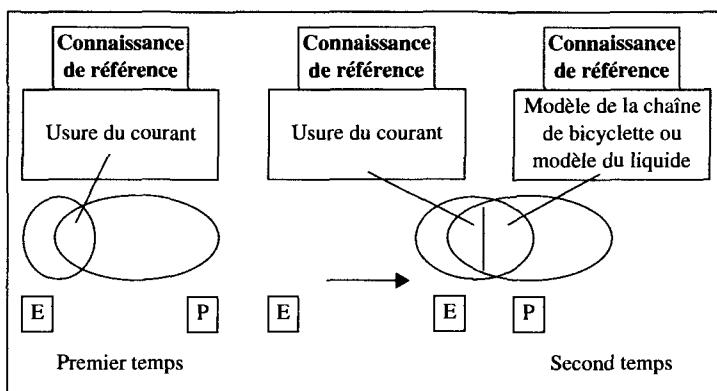 Connaissance
de référence
Usure du courant
Connaissance
de référence
Usure du courant
Connaissance
de référence
Modèle de la chaîne
de bicyclette ou
modèle du liquide
E
P
E
E
P
Premier temps
Second temps